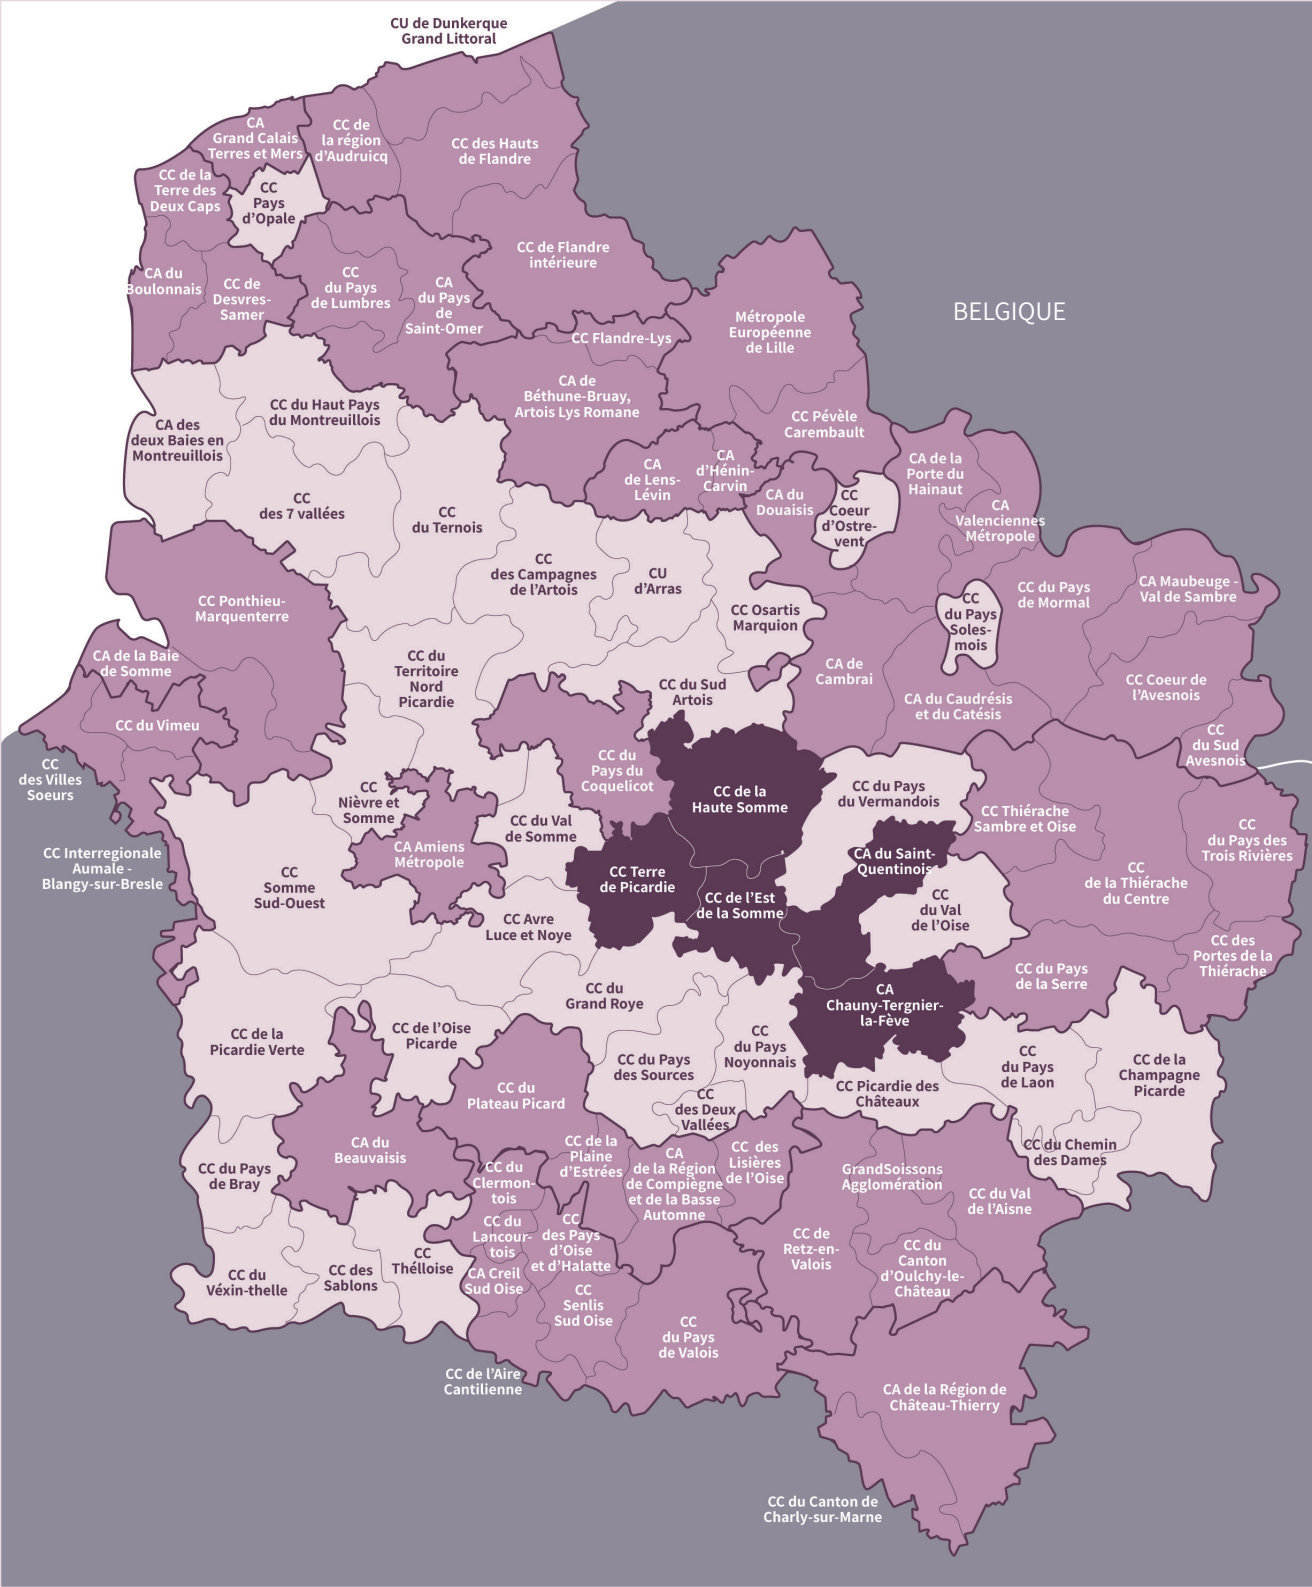 CU de Dunkerque
Grand Littoral
CA
Grand Calais
Terres et Mers
CC de
la région
d'Audruicq
CC des Hauts
de Flandre
CC de la
Terre des
Deux Caps
CC
Pays
d'Opale
CC de Flandre
intérieure
CA du
Boulonnais
CC de
Desvres-
Samer
CC
du Pays
de Lumbres
CA
du Pays
de
Saint-Omer
BELGIQUE
CC Flandre-Lys
Métropole
Européenne
de Lille
CA de
Béthune-Bruay,
Artois Lys Romane
CC du Haut Pays
du Montreuillois
CC Pévèle
Carembault
CA des
deux Baies en
Montreuillois
CA
de Lens-
Lévin
CA
d'Hénin-
Carvin
CA de la
Porte du
Hainaut
CC
des 7 vallées
CC
du Ternois
CA du
Douaisis
CC
Coeur
d'Ostre-
vent
CA
Valenciennes
Métropole
CC
des Campagnes
de l'Artois
CU
d'Arras
CC Osartis
Marquion
CC
du Pays
Soles-
mois
CC du Pays
de Mormal
CA Maubeuge -
Val de Sambre
CC Ponthieu-
Marquenterre
CA de la Baie
de Somme
CC du
Territoire
Nord
Picardie
CC du Sud
Artois
CA de
Cambrai
CA du Caudrésis
et du Catésis
CC Coeur de
l'Avesnois
CC du Vimeu
CC
du Sud
Avesnois
CC
des Villes
Soeurs
CC du
Pays du
Coquelicot
CC
Nièvre et
Somme
CC de la
Haute Somme
CC du Pays
du Vermandois
CC Thiérache
Sambre et Oise
CC du Val
de Somme
CA Amiens
Métropole
CC
du Pays des
Trois Rivières
CC Interregionale
Aumale -
Blangy-sur-Bresle
CC
Somme
Sud-Ouest
CC Terre
de Picardie
CA du Saint-
Quentinois
CC
de la Thiérache
du Centre
CC de l'Est
de la Somme
CC
du Val
de l'Oise
CC Avre
Luce et Noye
CC des
Portes de la
Thiérache
CC du Pays
de la Serre
CC du
Grand Roye
CA
Chauny-Tergnier-
la-Fève
CC de la
Picardie Verte
CC de l'Oise
Picarde
CC du Pays
des Sources
CC
du Pays
Noyonnais
CC
du Pays
de Laon
CC de la
Champagne
Picarde
CC du
Plateau Picard
CC
des Deux
Vallées
CC Picardie des
Châteaux
CA du
Beauvaisis
CC de la
Plaine
d'Estrées
CA
de la Région
de Compiègne
et de la Basse
Automne
CC des
Lisières
de l'Oise
CC du Chemin
des Dames
CC du Pays
de Bray
CC du
Clermon-
tois
GrandSoissons
Agglomération
CC du Val
de l'Aisne
CC du
Lancour-
tois
CC
des Pays
d'Oise
et d'Halatte
CC de
Retz-en-
Valois
CC du
Canton
d'Oulchy-le-
Château
CC du
Véxin-thelle
CC des
Sablons
CC
Thélloise
CA Creil
Sud Oise
CC
Senlis
Sud Oise
CC
du Pays
de Valois
CC de l'Aire
Cantilienne
CA de la Région de
Château-Thierry
CC du Canton de
Charly-sur-Marne